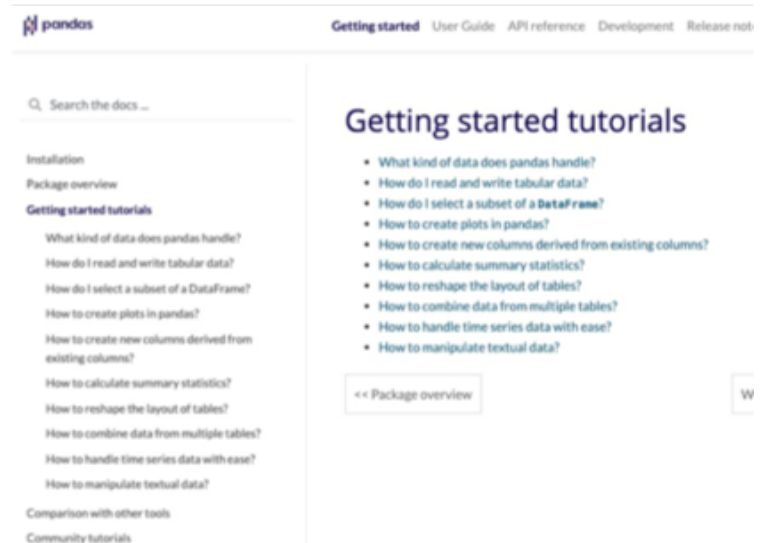 pandas
Getting started User Guide API reference Development Release
Search the docs ...
Installation
Package overview
Getting started tutorials
What kind of data does pandas handle?
How do I read and write tabular data?
How do I select a subset of a DataFrame?
How to create plots in pandas?
How to create new columns derived from
existing columns?
How to calculate summary statistics?
How to reshape the layout of tables?
How to combine data from multiple tables?
How to handle time series data with ease?
How to manipulate textual data?
Comparison with other tools
Community tutorials
Getting started tutorials
• What kind of data does pandas handle?
• How do I read and write tabular data?
• How do I select a subset of a DataFrame?
• How to create plots in pandas?
• How to create new columns derived from existing columns?
• How to calculate summary statistics?
• How to reshape the layout of tables?
• How to combine data from multiple tables?
• How to handle time series data with ease?
• How to manipulate textual data?
<< Package overview